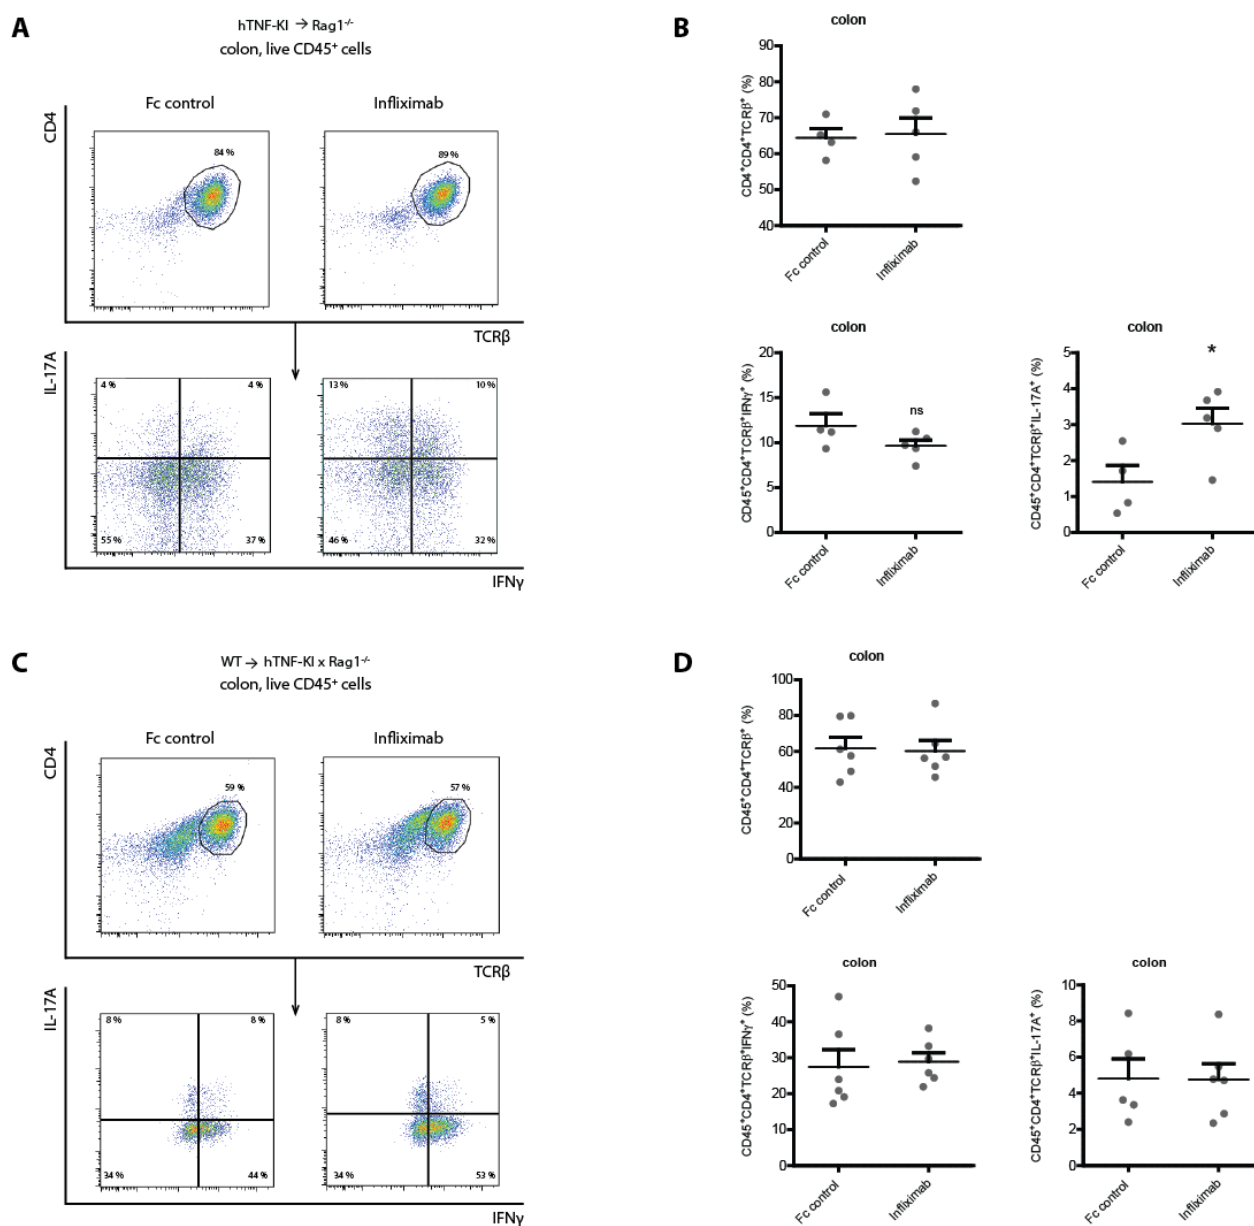 A
hTNF-KI → Rag1-/-
colon, live CD45+ cells
Fc control
Infliximab
CD4
84 %
89 %
TCRβ
IL-17A
4 %
4 %
13 %
10 %
55 %
37 %
46 %
32 %
IFNγ
B
colon
CD4+CD4+TCRβ+ (%)
90
80
70
60
50
40
Fc control
Infliximab
colon
CD45+CD4+TCRβ+IFNγ+ (%)
20
15
10
5
0
ns
Fc control
Infliximab
colon
CD45+CD4+TCRβ+IL-17A+ (%)
5
4
3
2
1
0
*
Fc control
Infliximab
C
WT → hTNF-KI x Rag1-/-
colon, live CD45+ cells
Fc control
Infliximab
CD4
59 %
57 %
TCRβ
IL-17A
8 %
8 %
8 %
5 %
34 %
44 %
34 %
53 %
IFNγ
D
colon
CD45+CD4+TCRβ+ (%)
100
80
60
40
20
0
Fc control
Infliximab
colon
CD45+CD4+TCRβ+IFNγ+ (%)
50
40
30
20
10
0
Fc control
Infliximab
colon
CD45+CD4+TCRβ+IL-17A+ (%)
10
8
6
4
2
0
Fc control
Infliximab